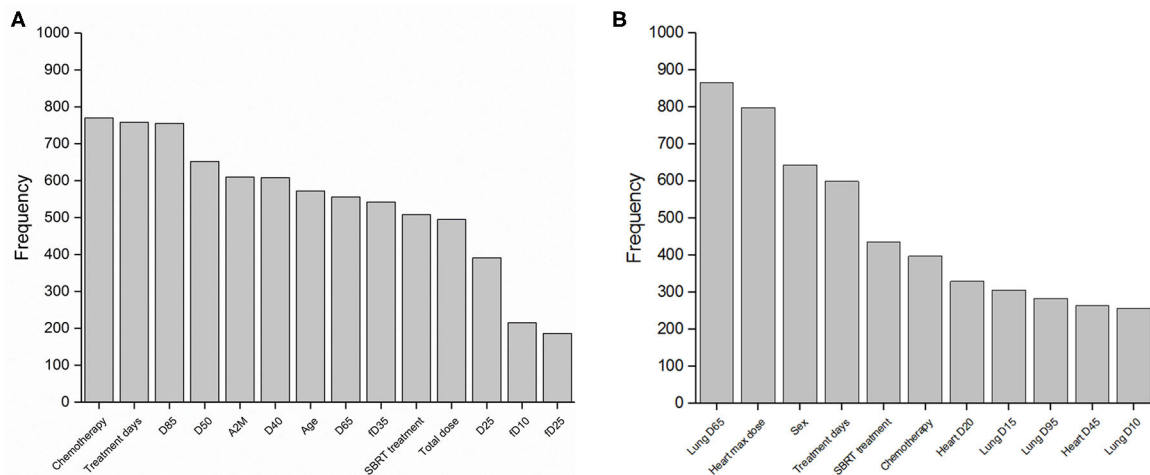 A
1000
900
800
700
600
500
400
300
200
100
0
Frequency
Chemotherapy
Treatment days
D85
D50
A2M
D40
Age
D65
fD35
SBRT treatment
Total dose
D25
fD10
fD25
B
1000
900
800
700
600
500
400
300
200
100
0
Frequency
Lung D65
Heart max dose
Sex
Treatment days
SBRT treatment
Chemotherapy
Heart D20
Lung D15
Lung D95
Heart D45
Lung D10